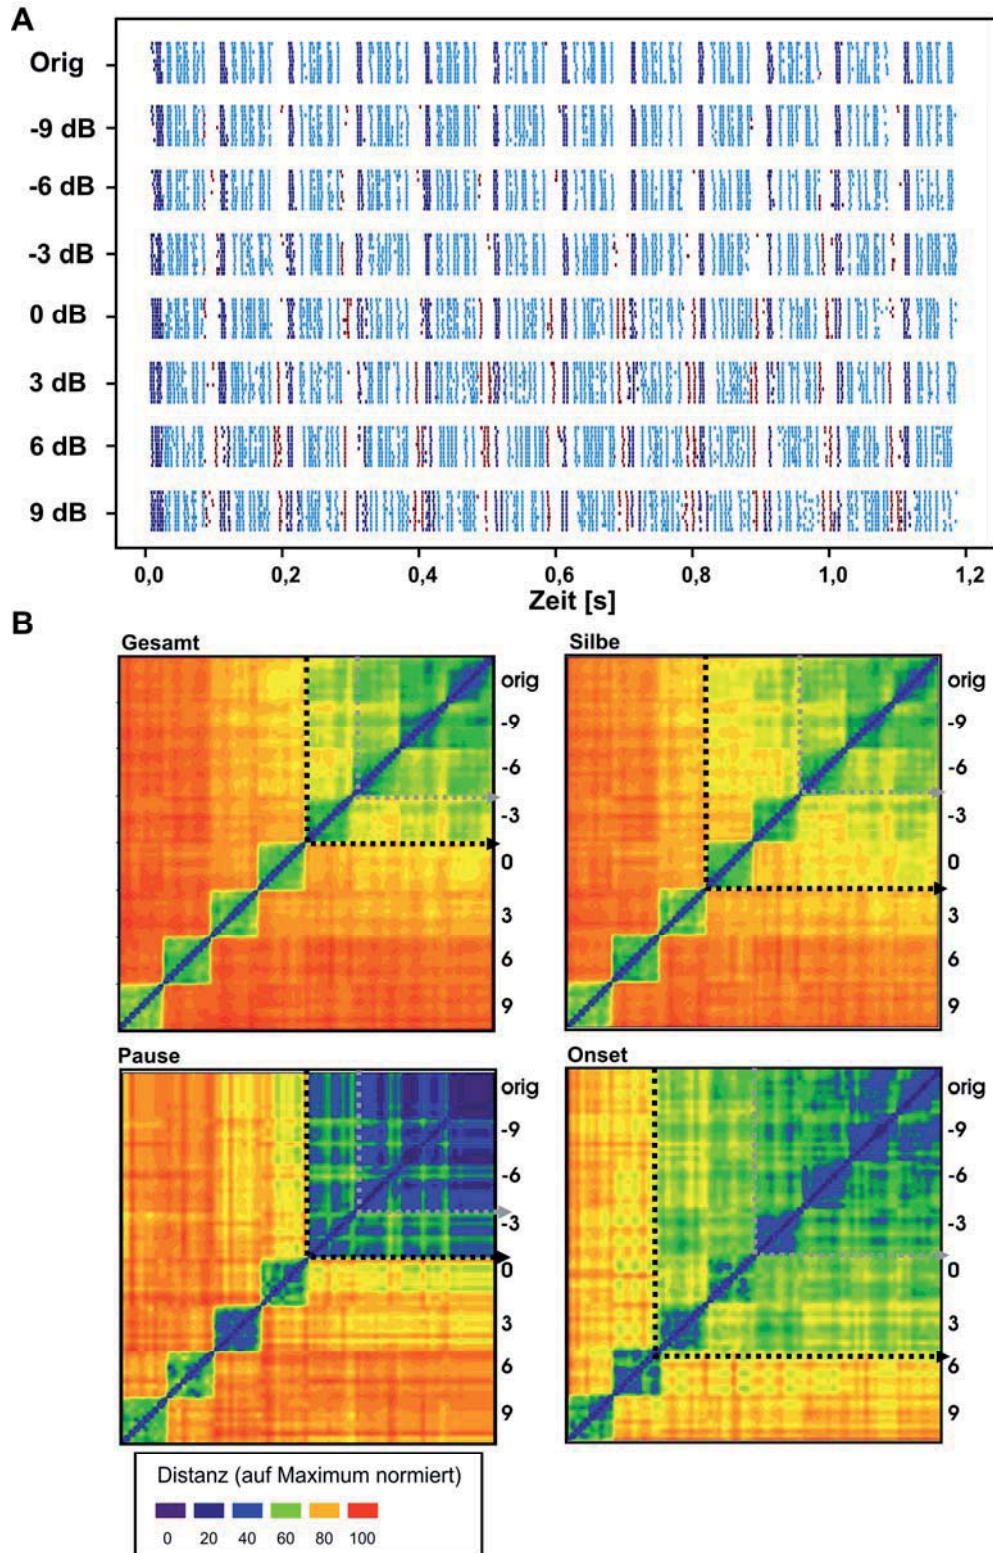 A
Orig
-9 dB
-6 dB
-3 dB
0 dB
3 dB
6 dB
9 dB
0,0 0,2 0,4 0,6 0,8 1,0 1,2
Zeit [s]
B
Gesamt
orig
-9
-6
-3
0
3
6
9
Silbe
orig
-9
-6
-3
0
3
6
9
Pause
orig
-9
-6
-3
0
3
6
9
Onset
orig
-9
-6
-3
0
3
6
9
Distanz (auf Maximum normiert)
0 20 40 60 80 100